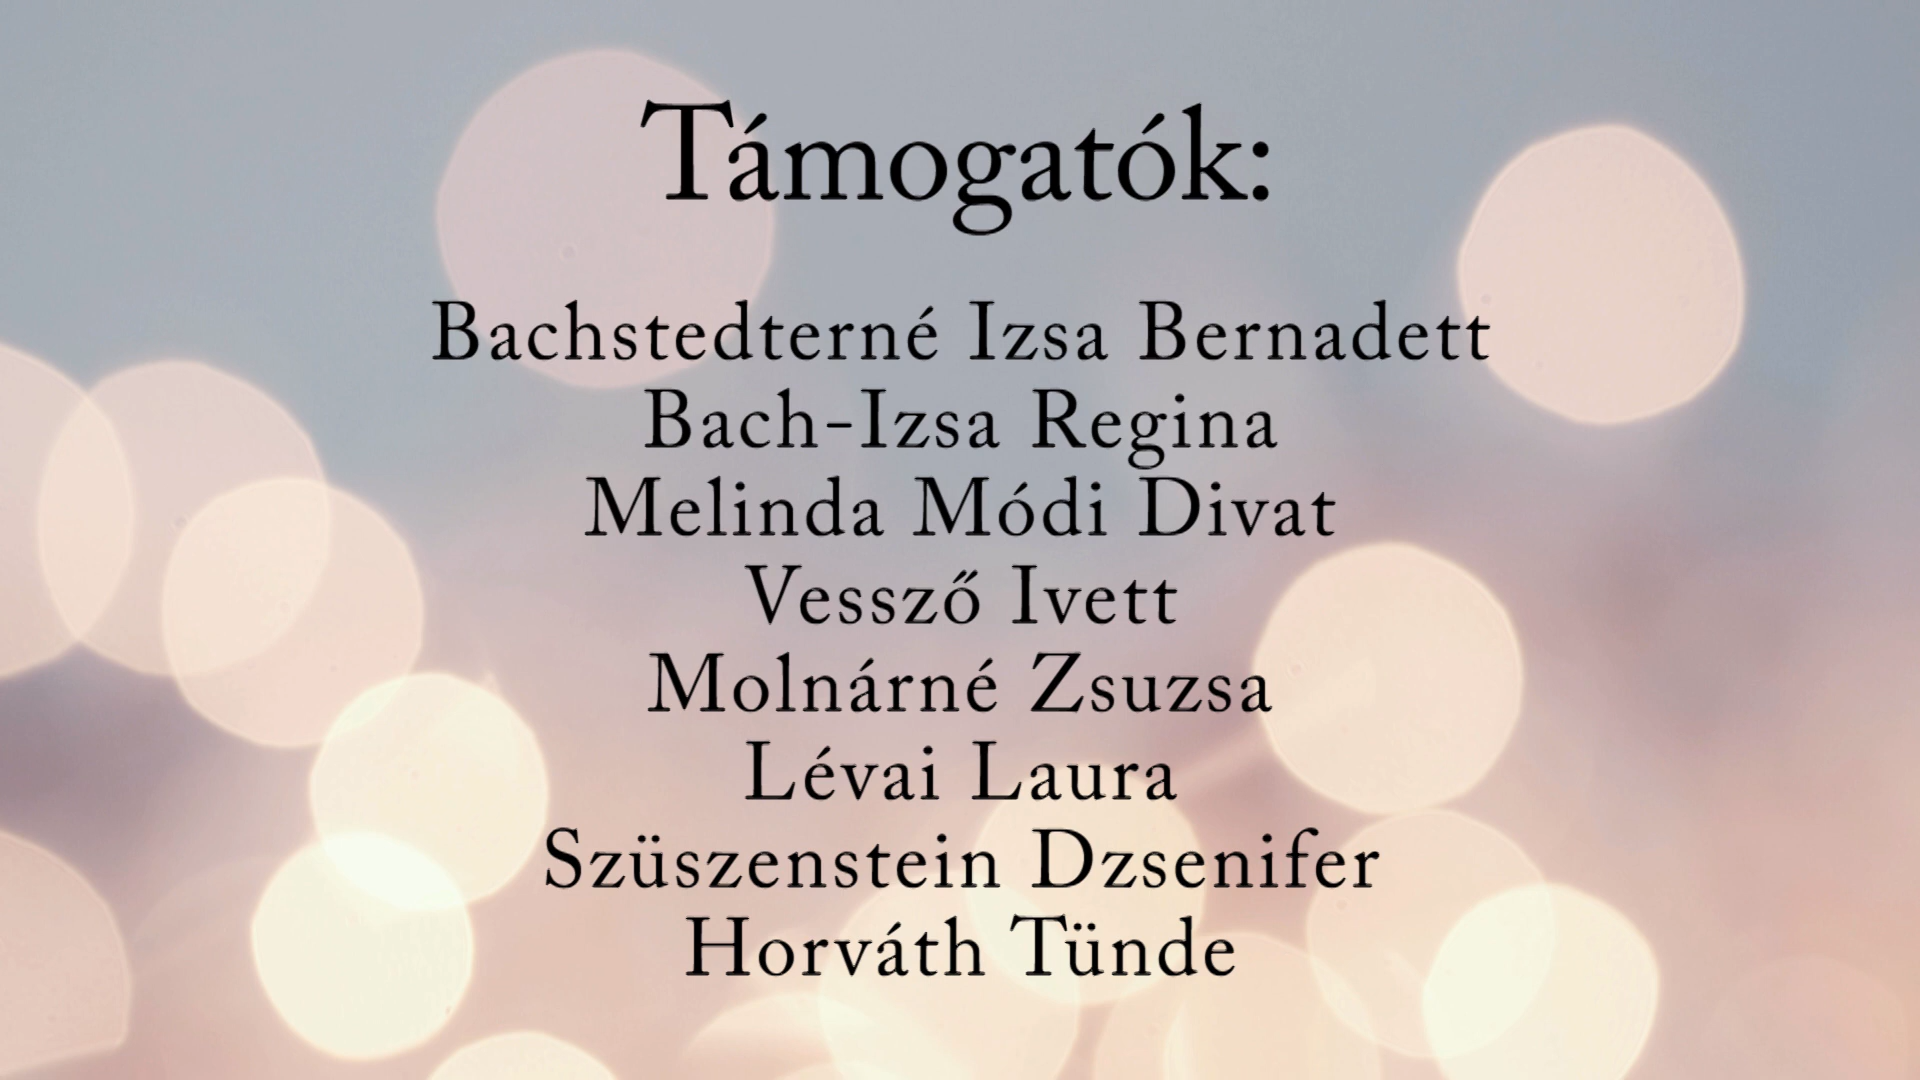 Támogatók:
Bachstedterné Izsa Bernadett
Bach-Izsa Regina
Melinda Módi Divat
Vessző Ivett
Molnárné Zsuzsa
Lévai Laura
Szüszenstein Dzsenifer
Horváth Tünde